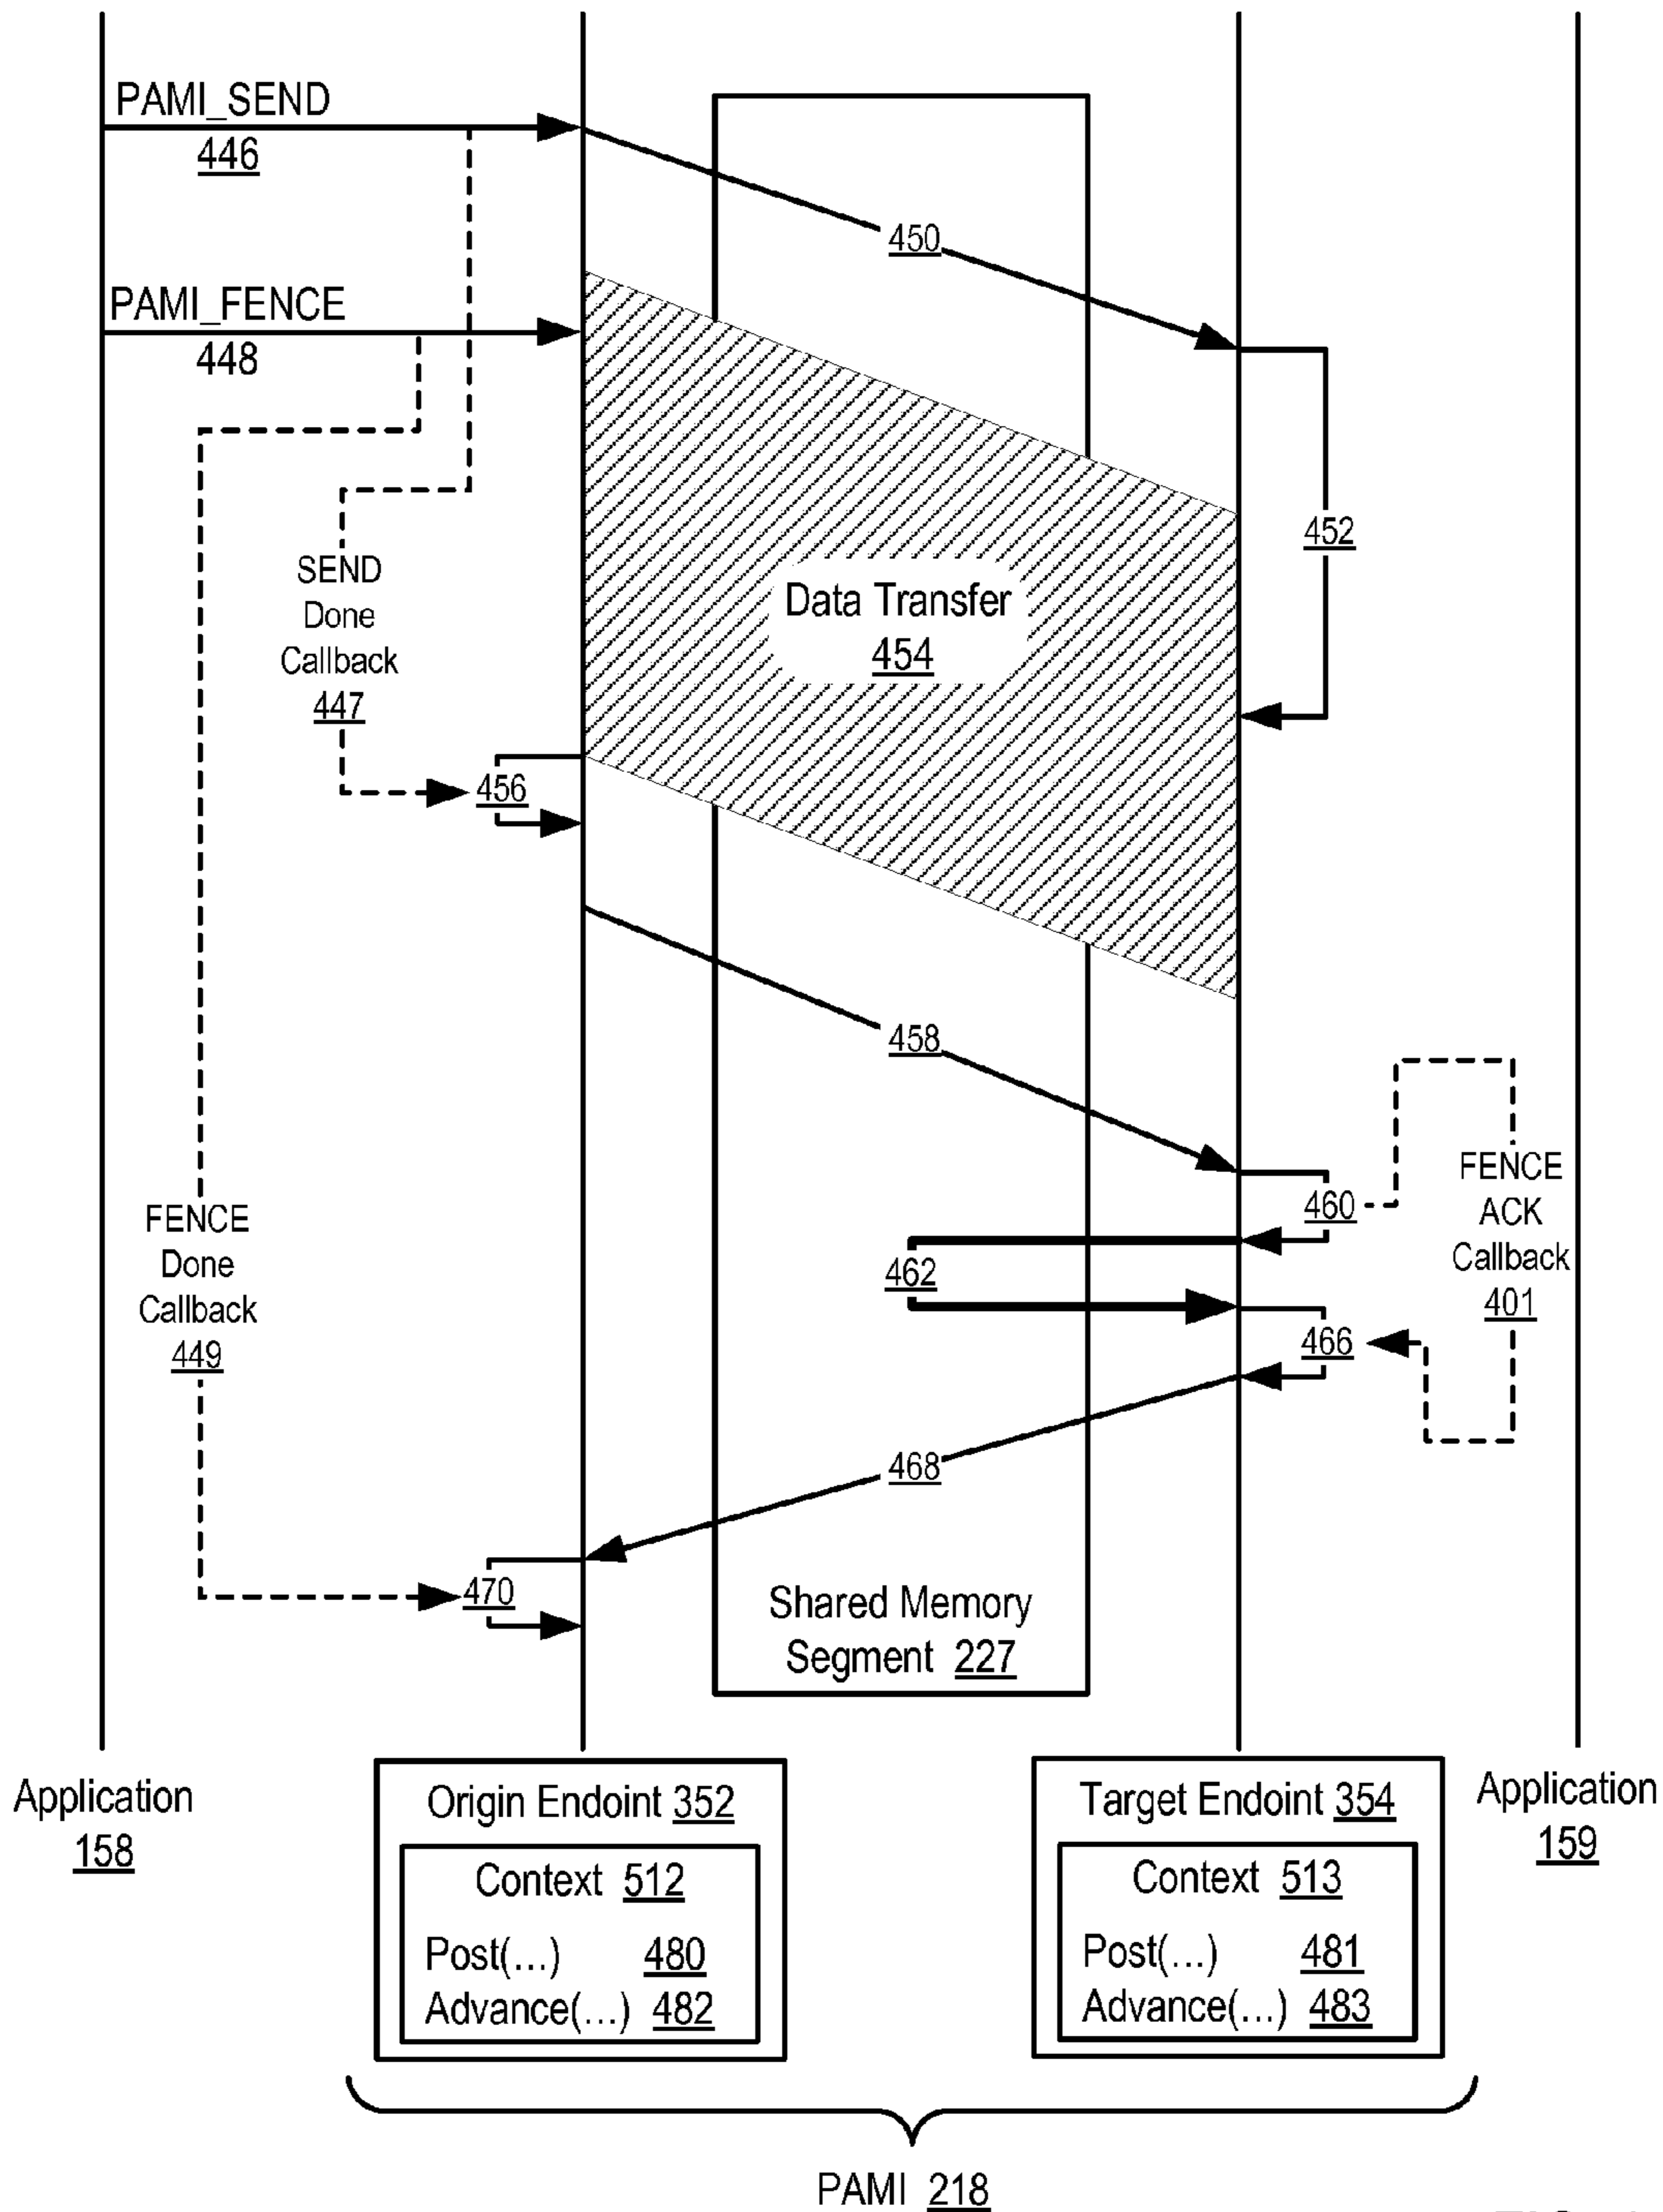 PAMI_SEND
446
450
PAMI_FENCE
448
452
SEND
Done
Callback
447
Data Transfer
454
456
458
FENCE
ACK
Callback
401
460
FENCE
Done
Callback
449
462
466
468
470
Shared Memory
Segment 227
Application
158
Origin Endoint 352
Context 512
Post(...) 480
Advance(...) 482
Target Endoint 354
Context 513
Post(...) 481
Advance(...) 483
Application
159
PAMI 218